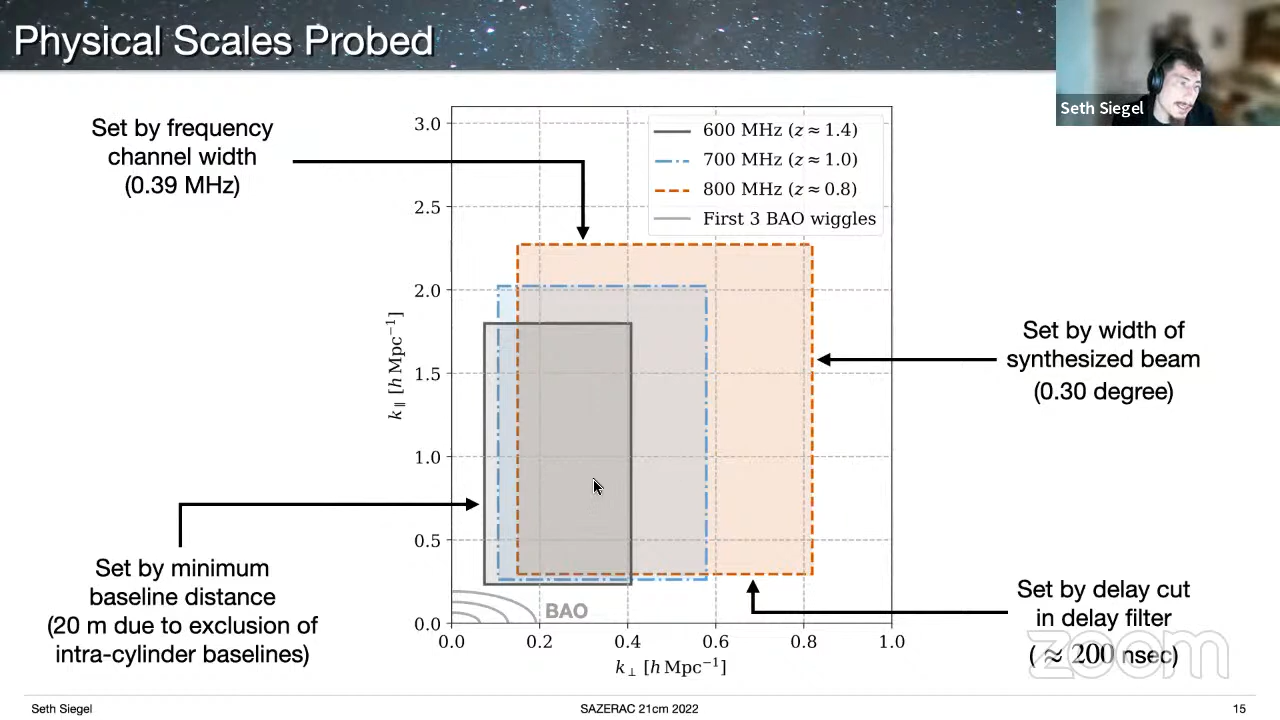 Physical Scales Probed
Seth Siegel
Set by frequency
channel width
(0.39 MHz)
3.0
2.5
2.0
1.5
1.0
0.5
0.0
k∥ [h Mpc⁻¹]
600 MHz (z ≈ 1.4)
700 MHz (z ≈ 1.0)
800 MHz (z ≈ 0.8)
First 3 BAO wiggles
BAO
0.0 0.2 0.4 0.6 0.8 1.0
k⊥ [h Mpc⁻¹]
Set by width of
synthesized beam
(0.30 degree)
Set by minimum
baseline distance
(20 m due to exclusion of
intra-cylinder baselines)
Set by delay cut
in delay filter
(≈ 200 nsec)
zoom
Seth Siegel
SAZERAC 21cm 2022
15